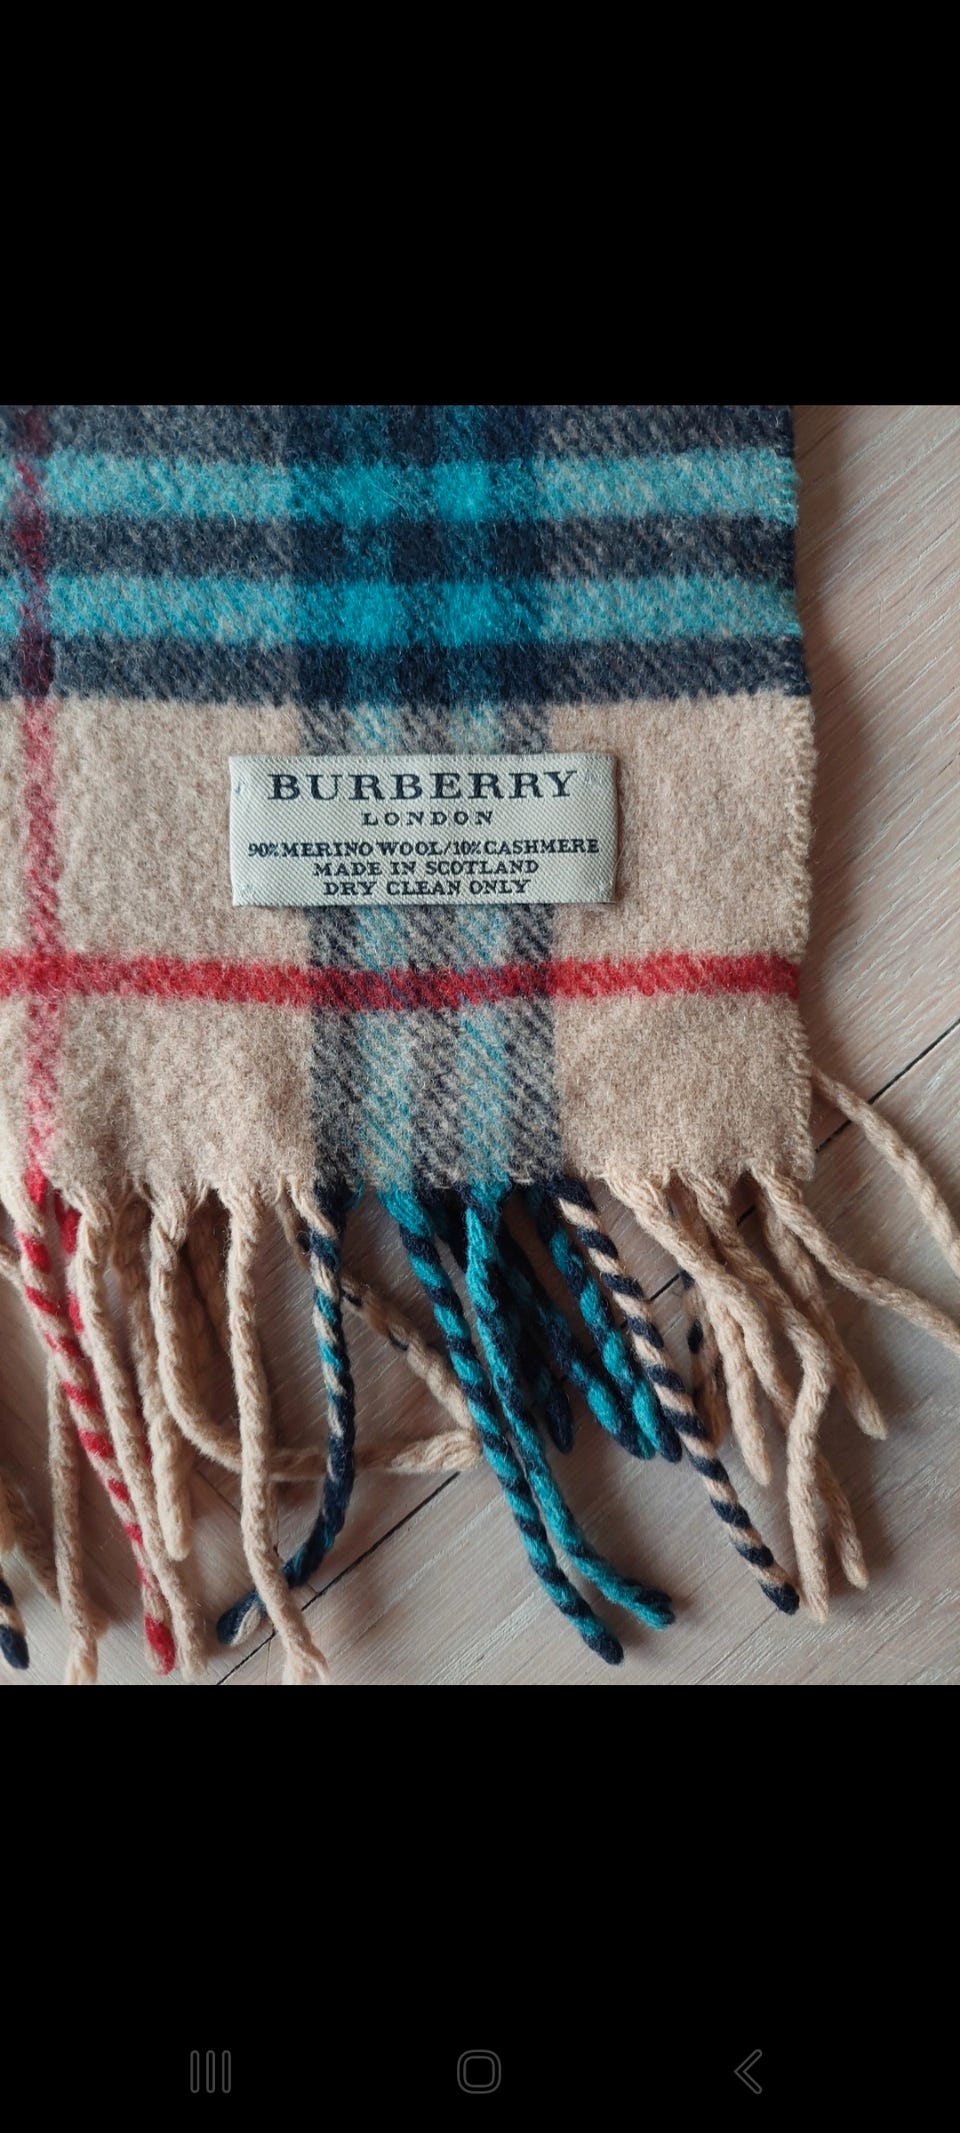 BURBERRY
LONDON
90% MERINO WOOL/10% CASHMERE
MADE IN SCOTLAND
DRY CLEAN ONLY